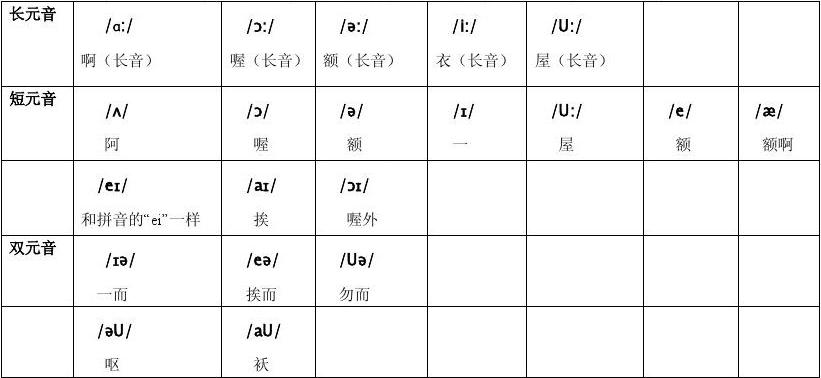 长元音 /ɑː/ /ɔː/ /əː/ /iː/ /Uː/
啊（长音） 喔（长音） 额（长音） 衣（长音） 屋（长音）
短元音 /ʌ/ /ɔ/ /ə/ /ɪ/ /Uː/ /e/ /æ/
阿 喔 额 一 屋 额 额啊
/eɪ/ /aɪ/ /ɔɪ/
和拼音的“ei”一样 挨 喔外
双元音 /ɪə/ /eə/ /Uə/
一而 挨而 勿而
/əU/ /aU/
呕 袄